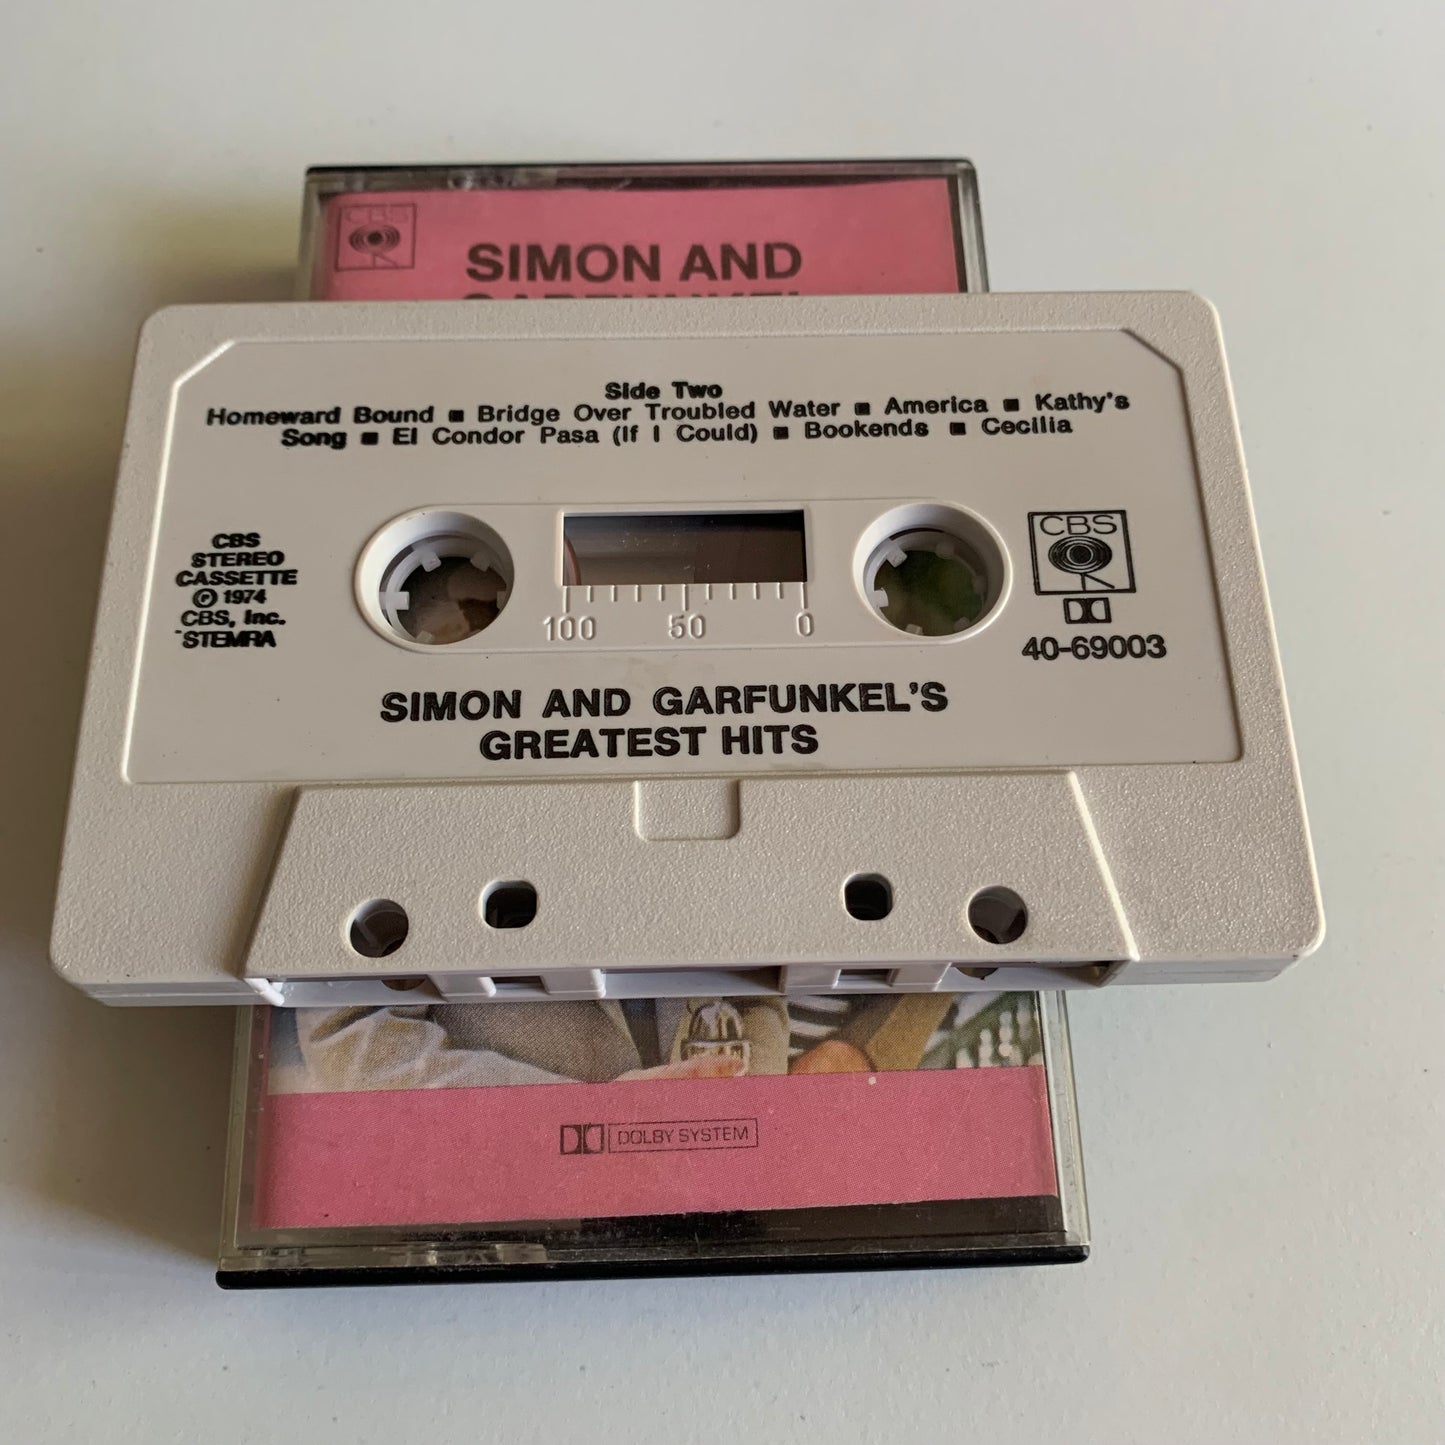 CBS
SIMON AND
GARFUNKEL
Side Two
Homeward Bound ■ Bridge Over Troubled Water ■ America ■ Kathy's
Song ■ El Condor Pasa (If I Could) ■ Bookends ■ Cecilia
CBS
STEREO
CASSETTE
℗ 1974
CBS, Inc.
STEMRA
100 50 0
CBS
40-69003
SIMON AND GARFUNKEL'S
GREATEST HITS
DOLBY SYSTEM